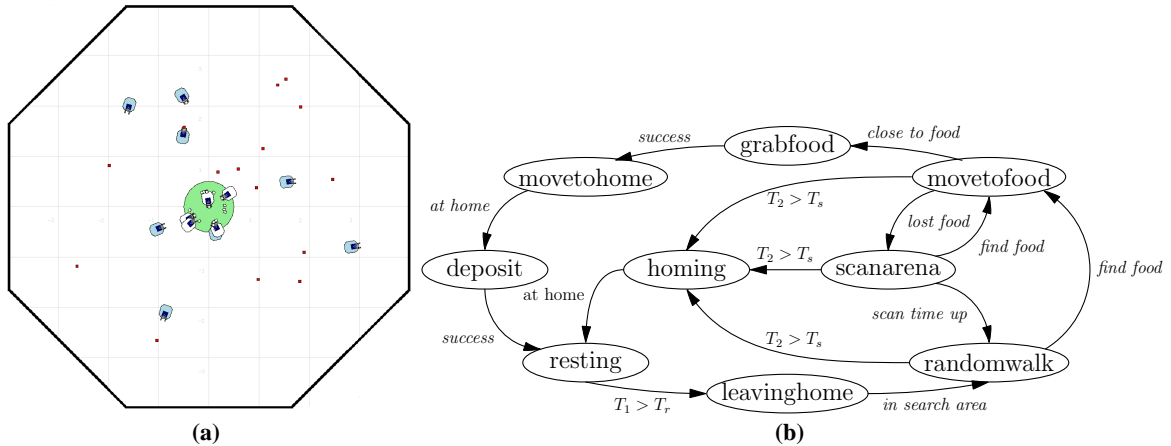 grabfood
close to food
success
movetohome
movetofood
T₂ > Tₛ
at home
lost food
find food
deposit
homing
T₂ > Tₛ
scanarena
find food
at home
scan time up
success
T₂ > Tₛ
resting
randomwalk
T₁ > Tᵣ
leavinghome
in search area
(a)
(b)